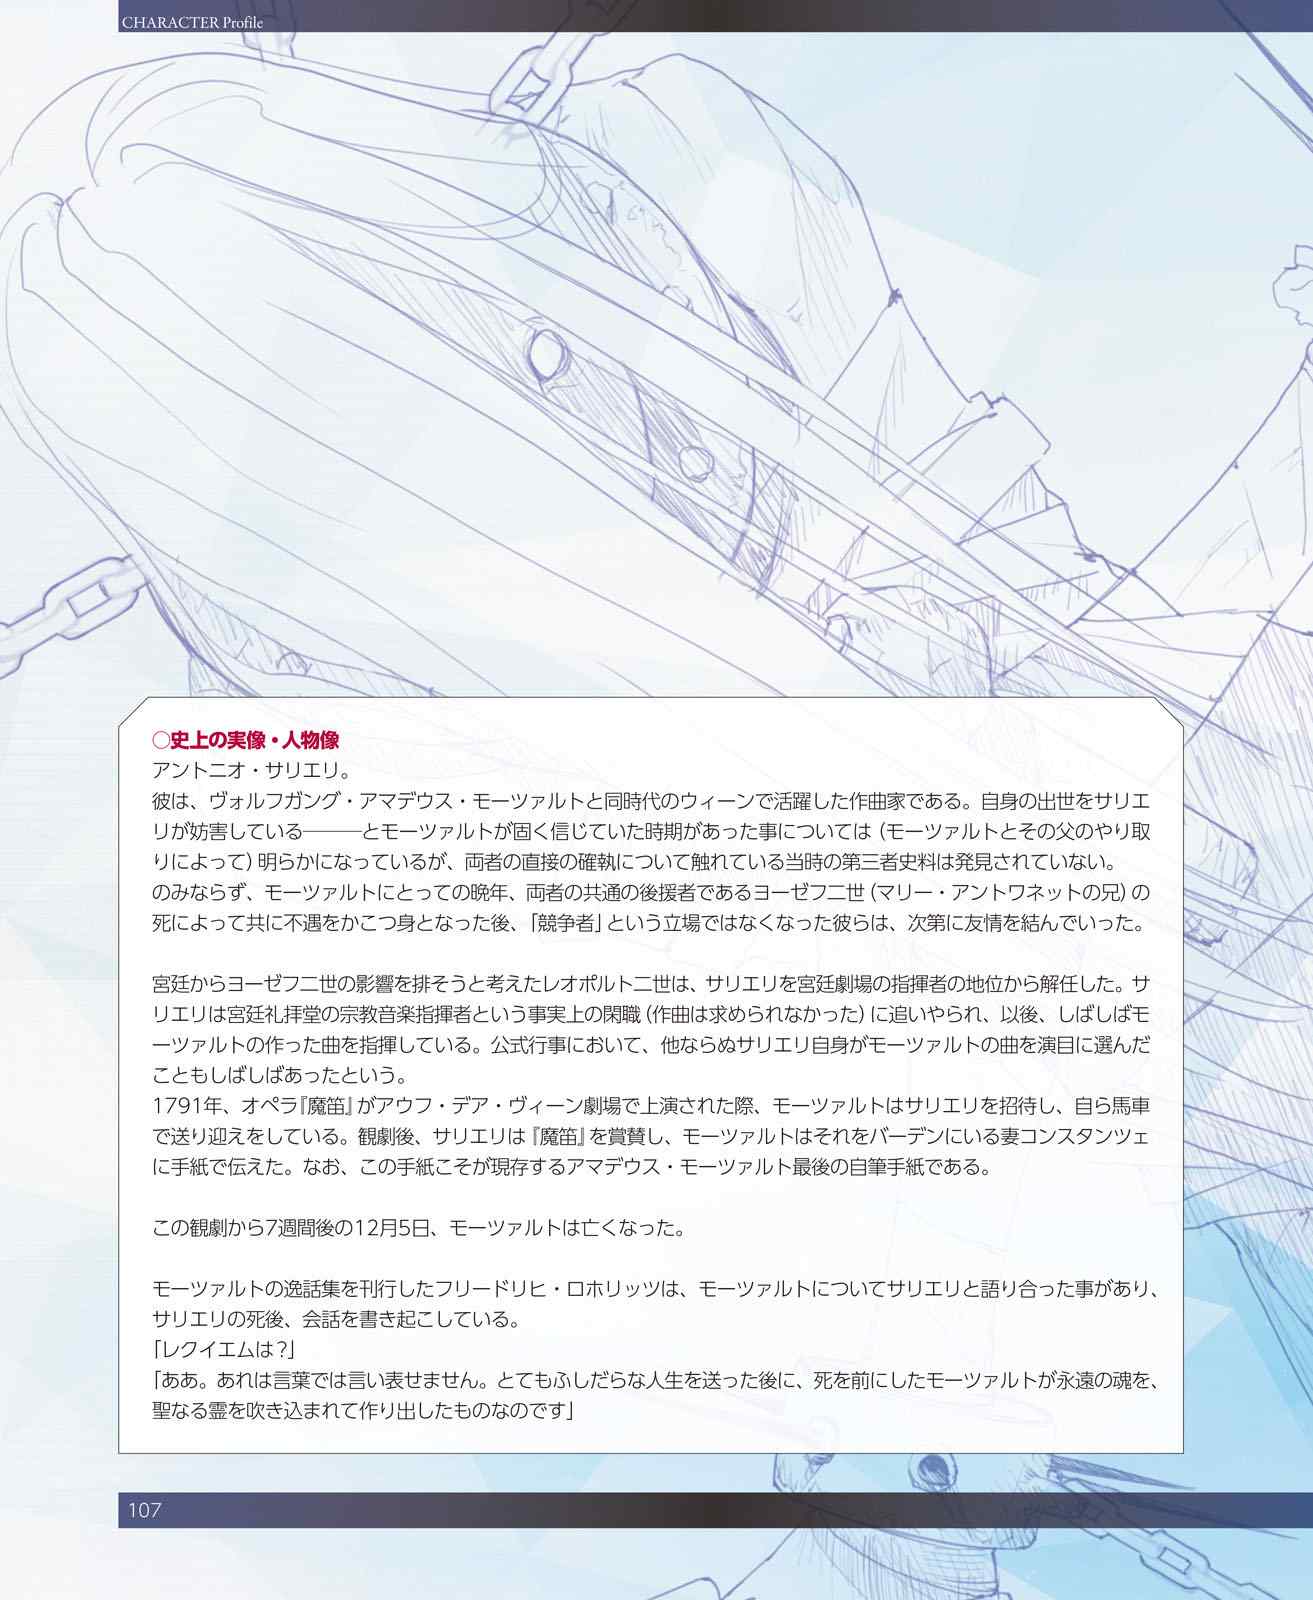 CHARACTER Profile
○史上の実像・人物像
アントニオ・サリエリ。
彼は、ヴォルフガング・アマデウス・モーツァルトと同時代のウィーンで活躍した作曲家である。自身の出世をサリエ
リが妨害している―――とモーツァルトが固く信じていた時期があった事については（モーツァルトとその父のやり取
りによって）明らかになっているが、両者の直接の確執について触れている当時の第三者史料は発見されていない。
のみならず、モーツァルトにとっての晩年、両者の共通の後援者であるヨーゼフ二世（マリー・アントワネットの兄）の
死によって共に不遇をかこつ身となった後、「競争者」という立場ではなくなった彼らは、次第に友情を結んでいった。
宮廷からヨーゼフ二世の影響を排そうと考えたレオポルト二世は、サリエリを宮廷劇場の指揮者の地位から解任した。サ
リエリは宮廷礼拝堂の宗教音楽指揮者という事実上の閑職（作曲は求められなかった）に追いやられ、以後、しばしばモ
ーツァルトの作った曲を指揮している。公式行事において、他ならぬサリエリ自身がモーツァルトの曲を演目に選んだ
こともしばしばあったという。
1791年、オペラ『魔笛』がアウフ・デア・ヴィーン劇場で上演された際、モーツァルトはサリエリを招待し、自ら馬車
で送り迎えをしている。観劇後、サリエリは『魔笛』を賞賛し、モーツァルトはそれをバーデンにいる妻コンスタンツェ
に手紙で伝えた。なお、この手紙こそが現存するアマデウス・モーツァルト最後の自筆手紙である。
この観劇から7週間後の12月5日、モーツァルトは亡くなった。
モーツァルトの逸話集を刊行したフリードリヒ・ロホリッツは、モーツァルトについてサリエリと語り合った事があり、
サリエリの死後、会話を書き起こしている。
「レクイエムは？」
「ああ。あれは言葉では言い表せません。とてもふしだらな人生を送った後に、死を前にしたモーツァルトが永遠の魂を、
聖なる霊を吹き込まれて作り出したものなのです」
107